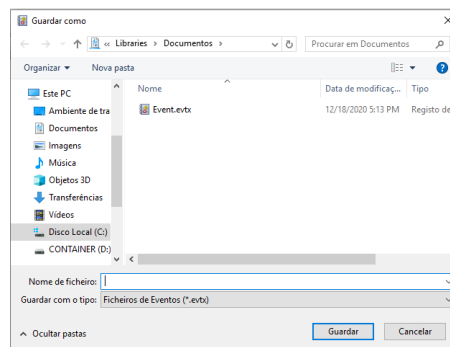 Guardar como
« Libraries > Documentos >
Procurar em Documentos
Organizar
Nova pasta
Nome
Data de modificaç...
Tipo
Este PC
Ambiente de tra
Documentos
Imagens
Música
Objetos 3D
Transferências
Vídeos
Disco Local (C:)
CONTAINER (D:)
Event.evtx
12/18/2020 5:13 PM
Registo de
Nome de ficheiro:
Guardar com o tipo: Ficheiros de Eventos (*.evtx)
Ocultar pastas
Guardar
Cancelar